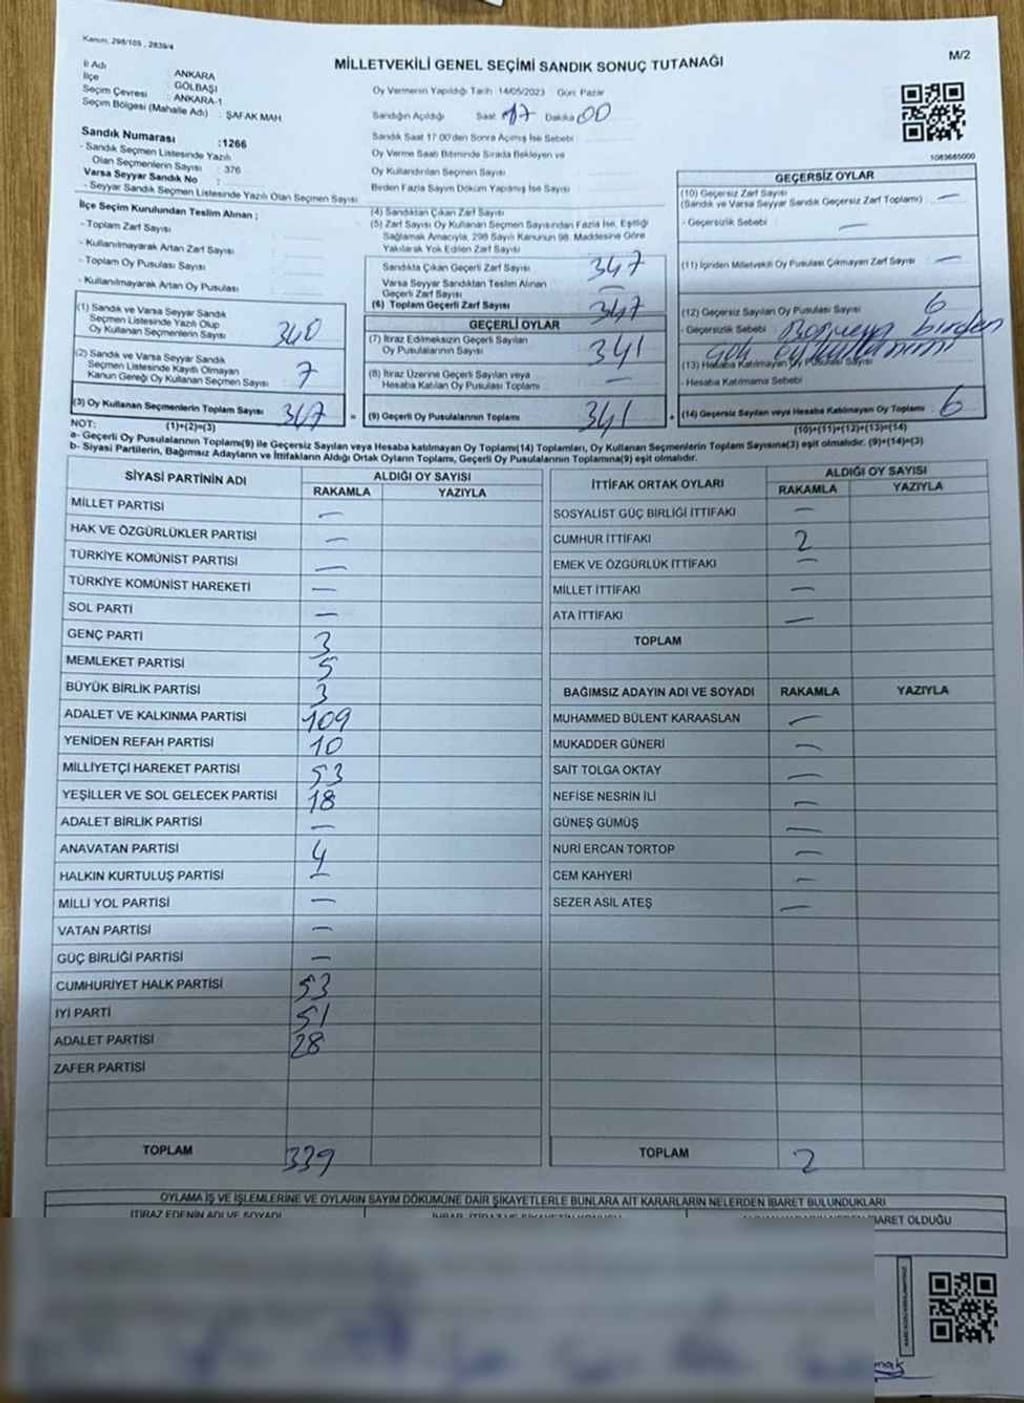 Kanun: 298/105 , 2839/4
M/2
MİLLETVEKİLİ GENEL SEÇİMİ SANDIK SONUÇ TUTANAĞI
İl Adı : ANKARA
İlçe : GÖLBAŞI
Seçim Çevresi : ANKARA-1
Seçim Bölgesi (Mahalle Adı) : ŞAFAK MAH
Sandık Numarası :1266
- Sandık Seçmen Listesinde Yazılı
Olan Seçmenlerin Sayısı : 376
Varsa Seyyar Sandık No :
- Seyyar Sandık Seçmen Listesinde Yazılı Olan Seçmen Sayısı
Oy Vermenin Yapıldığı Tarih: 14/05/2023 Gün: Pazar
Sandığın Açıldığı Saat 17 Dakika 00
Sandık Saat 17:00'den Sonra Açılmış İse Sebebi
Oy Verme Saati Bitiminde Sırada Bekleyen ve
Oy Kullandırılan Seçmen Sayısı
Birden Fazla Sayım Döküm Yapılmış İse Sayısı
1083685000
İlçe Seçim Kurulundan Teslim Alınan ;
- Toplam Zarf Sayısı
- Kullanılmayarak Artan Zarf Sayısı
- Toplam Oy Pusulası Sayısı
- Kullanılmayarak Artan Oy Pusulası
(1) Sandık ve Varsa Seyyar Sandık
Seçmen Listesinde Yazılı Olup
Oy Kullanan Seçmenlerin Sayısı 340
(2) Sandık ve Varsa Seyyar Sandık
Seçmen Listesinde Kayıtlı Olmayan
Kanun Gereği Oy Kullanan Seçmen Sayısı 7
(3) Oy Kullanan Seçmenlerin Toplam Sayısı 347
(1)+(2)=(3)
(4) Sandıktan Çıkan Zarf Sayısı
(5) Zarf Sayısı Oy Kullanan Seçmen Sayısından Fazla İse, Eşitliği
Sağlamak Amacıyla, 298 Sayılı Kanunun 98. Maddesine Göre
Yakılarak Yok Edilen Zarf Sayısı
Sandıkta Çıkan Geçerli Zarf Sayısı 347
Varsa Seyyar Sandıktan Teslim Alınan
Geçerli Zarf Sayısı —
(6) Toplam Geçerli Zarf Sayısı 347
GEÇERLİ OYLAR
(7) İtiraz Edilmeksizin Geçerli Sayılan
Oy Pusulalarının Sayısı 341
(8) İtiraz Üzerine Geçerli Sayılan veya
Hesaba Katılan Oy Pusulası Toplamı —
= (9) Geçerli Oy Pusulalarının Toplamı 341
GEÇERSİZ OYLAR
(10) Geçersiz Zarf Sayısı
(Sandık ve Varsa Seyyar Sandık Geçersiz Zarf Toplamı) —
- Geçersizlik Sebebi —
(11) İçinden Milletvekili Oy Pusulası Çıkmayan Zarf Sayısı —
(12) Geçersiz Sayılan Oy Pusulası Sayısı 6
- Geçersizlik Sebebi Boş veya birden
çok oy kullanımı
(13) Hesaba Katılmayan Oy Pusulası Sayısı
- Hesaba Katılmama Sebebi
+ (14) Geçersiz Sayılan veya Hesaba Katılmayan Oy Toplamı : 6
(10)+(11)+(12)+(13)=(14)
NOT:
a- Geçerli Oy Pusulalarının Toplamı(9) ile Geçersiz Sayılan veya Hesaba katılmayan Oy Toplamı(14) Toplamları, Oy Kullanan Seçmenlerin Toplam Sayısına(3) eşit olmalıdır. (9)+(14)=(3)
b- Siyasi Partilerin, Bağımsız Adayların ve İttifakların Aldığı Ortak Oyların Toplamı, Geçerli Oy Pusulalarının Toplamına(9) eşit olmalıdır.
SİYASİ PARTİNİN ADI ALDIĞI OY SAYISI
RAKAMLA YAZIYLA
MİLLET PARTİSİ —
HAK VE ÖZGÜRLÜKLER PARTİSİ —
TÜRKİYE KOMÜNİST PARTİSİ —
TÜRKİYE KOMÜNİST HAREKETİ —
SOL PARTİ —
GENÇ PARTİ 3
MEMLEKET PARTİSİ 5
BÜYÜK BİRLİK PARTİSİ 3
ADALET VE KALKINMA PARTİSİ 109
YENİDEN REFAH PARTİSİ 10
MİLLİYETÇİ HAREKET PARTİSİ 53
YEŞİLLER VE SOL GELECEK PARTİSİ 18
ADALET BİRLİK PARTİSİ —
ANAVATAN PARTİSİ 4
HALKIN KURTULUŞ PARTİSİ —
MİLLİ YOL PARTİSİ —
VATAN PARTİSİ —
GÜÇ BİRLİĞİ PARTİSİ —
CUMHURİYET HALK PARTİSİ 53
İYİ PARTİ 51
ADALET PARTİSİ 28
ZAFER PARTİSİ
TOPLAM 339
İTTİFAK ORTAK OYLARI ALDIĞI OY SAYISI
RAKAMLA YAZIYLA
SOSYALİST GÜÇ BİRLİĞİ İTTİFAKI —
CUMHUR İTTİFAKI 2
EMEK VE ÖZGÜRLÜK İTTİFAKI —
MİLLET İTTİFAKI —
ATA İTTİFAKI —
TOPLAM
BAĞIMSIZ ADAYIN ADI VE SOYADI RAKAMLA YAZIYLA
MUHAMMED BÜLENT KARAASLAN —
MUKADDER GÜNERİ —
SAİT TOLGA OKTAY —
NEFİSE NESRİN İLİ —
GÜNEŞ GÜMÜŞ —
NURİ ERCAN TORTOP —
CEM KAHYERİ —
SEZER ASİL ATEŞ —
TOPLAM 2
OYLAMA İŞ VE İŞLEMLERİNE VE OYLARIN SAYIM DÖKÜMÜNE DAİR ŞİKAYETLERLE BUNLARA AİT KARARLARIN NELERDEN İBARET BULUNDUKLARI
İTİRAZ EDENİN ADI VE SOYADI
BARET OLDUĞU